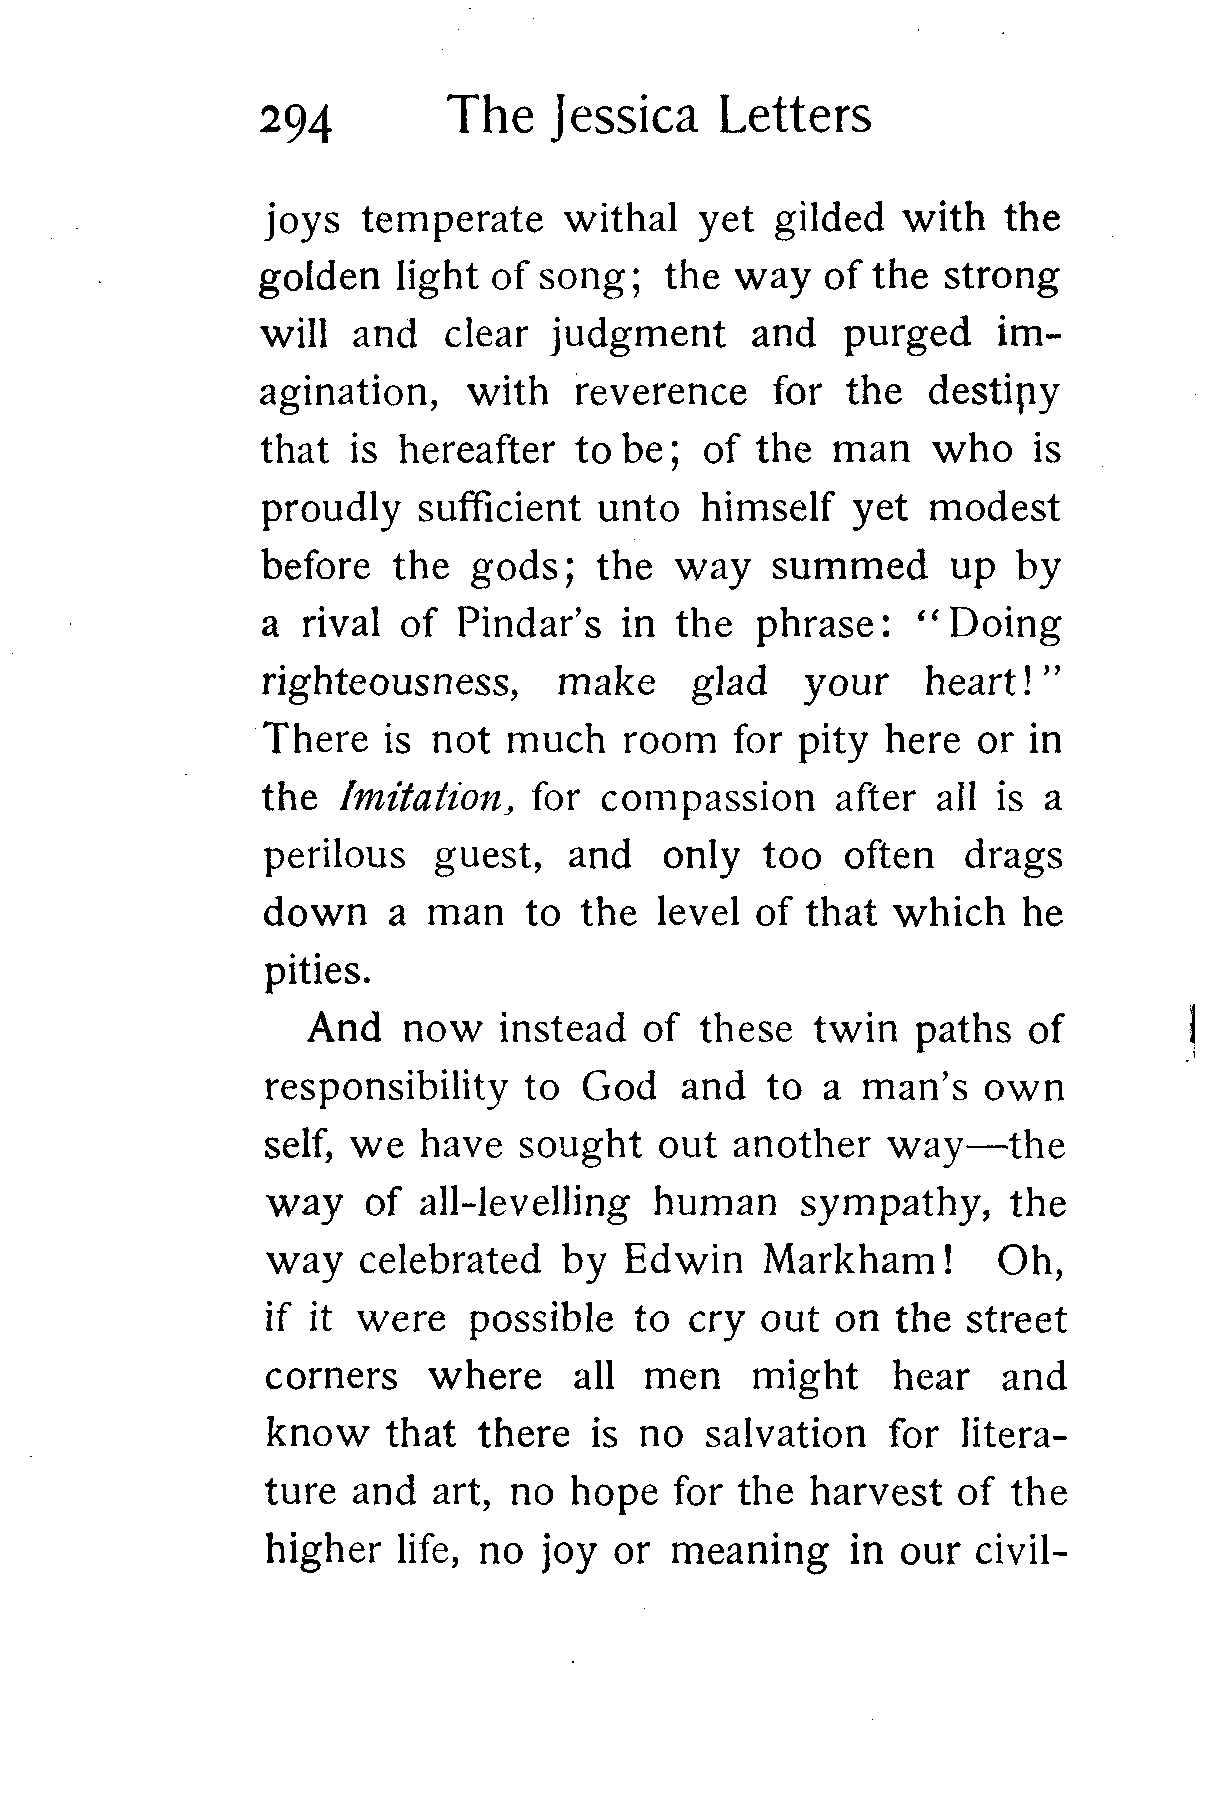 294 The Jessica Letters
joys temperate withal yet gilded with the
golden light of song; the way of the strong
will and clear judgment and purged im-
agination, with reverence for the destiny
that is hereafter to be; of the man who is
proudly sufficient unto himself yet modest
before the gods; the way summed up by
a rival of Pindar's in the phrase: “Doing
righteousness, make glad your heart!”
There is not much room for pity here or in
the Imitation, for compassion after all is a
perilous guest, and only too often drags
down a man to the level of that which he
pities.
And now instead of these twin paths of
responsibility to God and to a man's own
self, we have sought out another way—the
way of all-levelling human sympathy, the
way celebrated by Edwin Markham! Oh,
if it were possible to cry out on the street
corners where all men might hear and
know that there is no salvation for litera-
ture and art, no hope for the harvest of the
higher life, no joy or meaning in our civil-